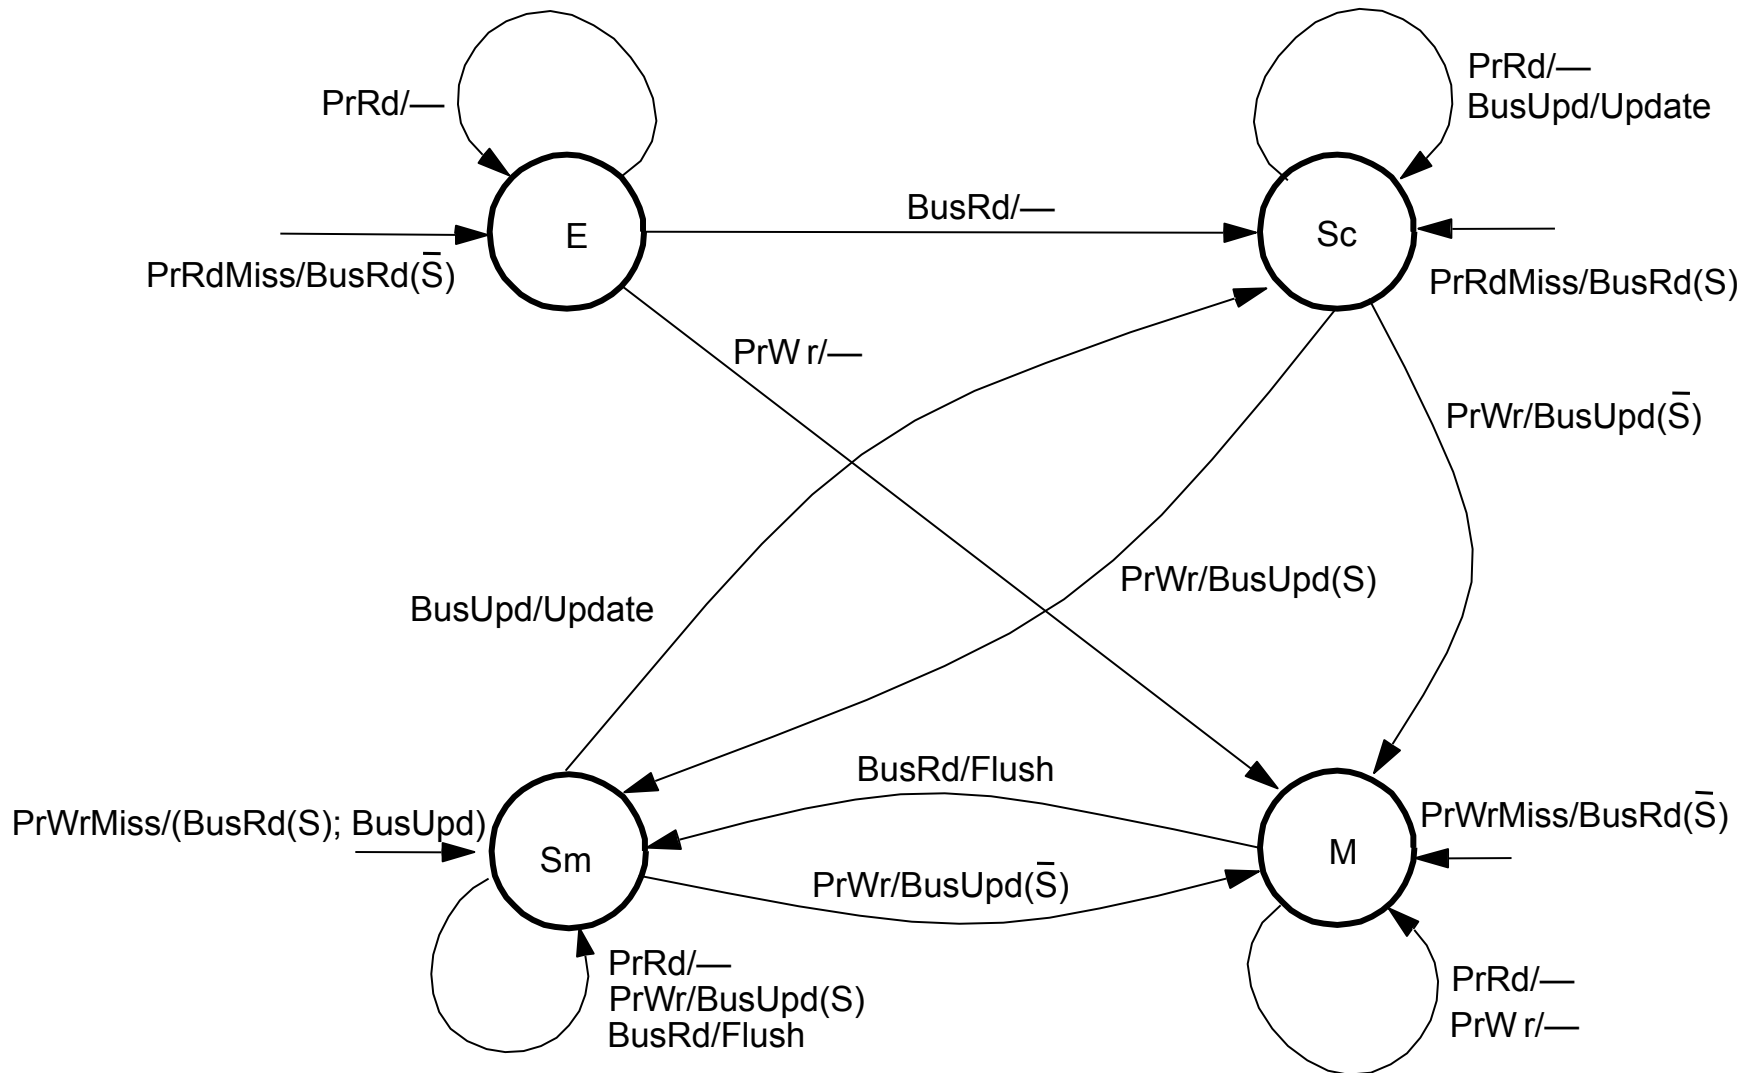 PrRd/—
PrRd/—
BusUpd/Update
E
BusRd/—
Sc
PrRdMiss/BusRd(S̅)
PrRdMiss/BusRd(S)
PrW r/—
PrWr/BusUpd(S̅)
PrWr/BusUpd(S)
BusUpd/Update
BusRd/Flush
PrWrMiss/(BusRd(S); BusUpd)
PrWrMiss/BusRd(S̅)
Sm
M
PrWr/BusUpd(S̅)
PrRd/—
PrWr/BusUpd(S)
BusRd/Flush
PrRd/—
PrW r/—